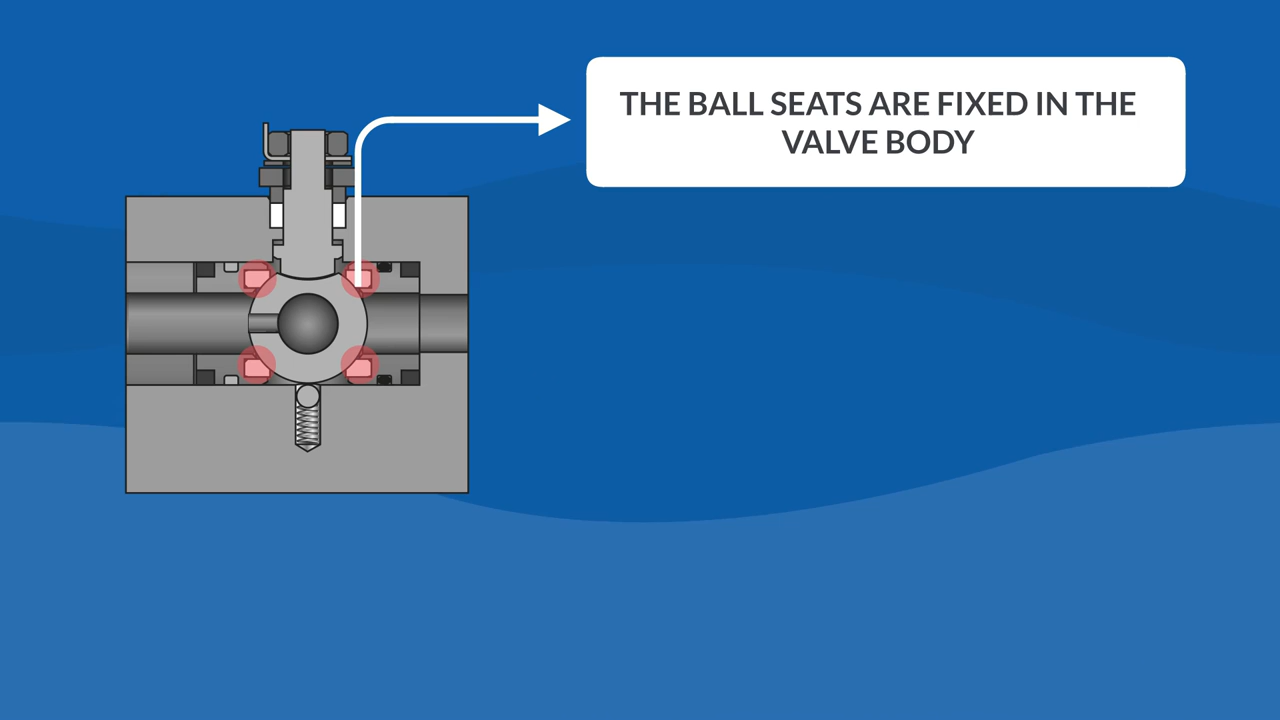 THE BALL SEATS ARE FIXED IN THE
VALVE BODY